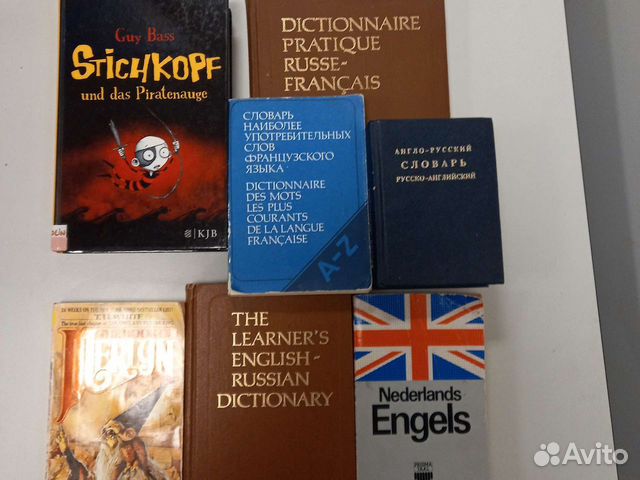 Guy Bass
STICHKOPF
und das Piratenauge
KJB
DICTIONNAIRE
PRATIQUE
RUSSE-
FRANÇAIS
СЛОВАРЬ
НАИБОЛЕЕ
УПОТРЕБИТЕЛЬНЫХ
СЛОВ
ФРАНЦУЗСКОГО
ЯЗЫКА
DICTIONNAIRE
DES MOTS
LES PLUS
COURANTS
DE LA LANGUE
FRANÇAISE
A-Z
АНГЛО-РУССКИЙ
СЛОВАРЬ
РУССКО-АНГЛИЙСКИЙ
T.H. WHITE
MERLYN
THE
LEARNER'S
ENGLISH-
RUSSIAN
DICTIONARY
Nederlands
Engels
PRISMA
Avito